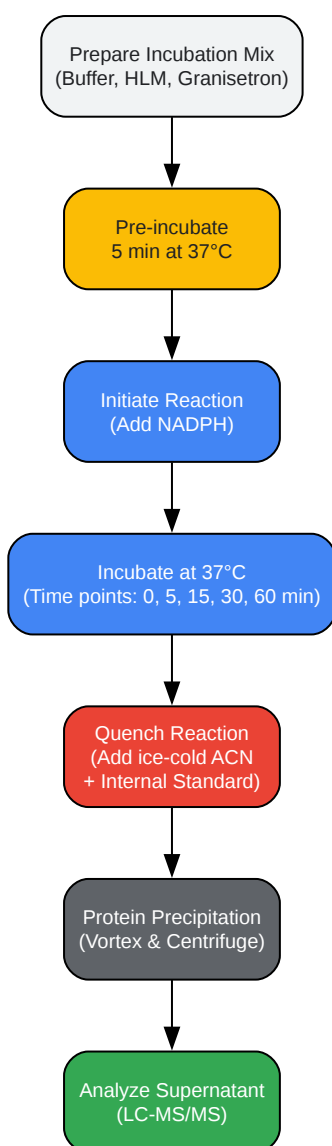 Prepare Incubation Mix
(Buffer, HLM, Granisetron)
Pre-incubate
5 min at 37°C
Initiate Reaction
(Add NADPH)
Incubate at 37°C
(Time points: 0, 5, 15, 30, 60 min)
Quench Reaction
(Add ice-cold ACN
+ Internal Standard)
Protein Precipitation
(Vortex & Centrifuge)
Analyze Supernatant
(LC-MS/MS)